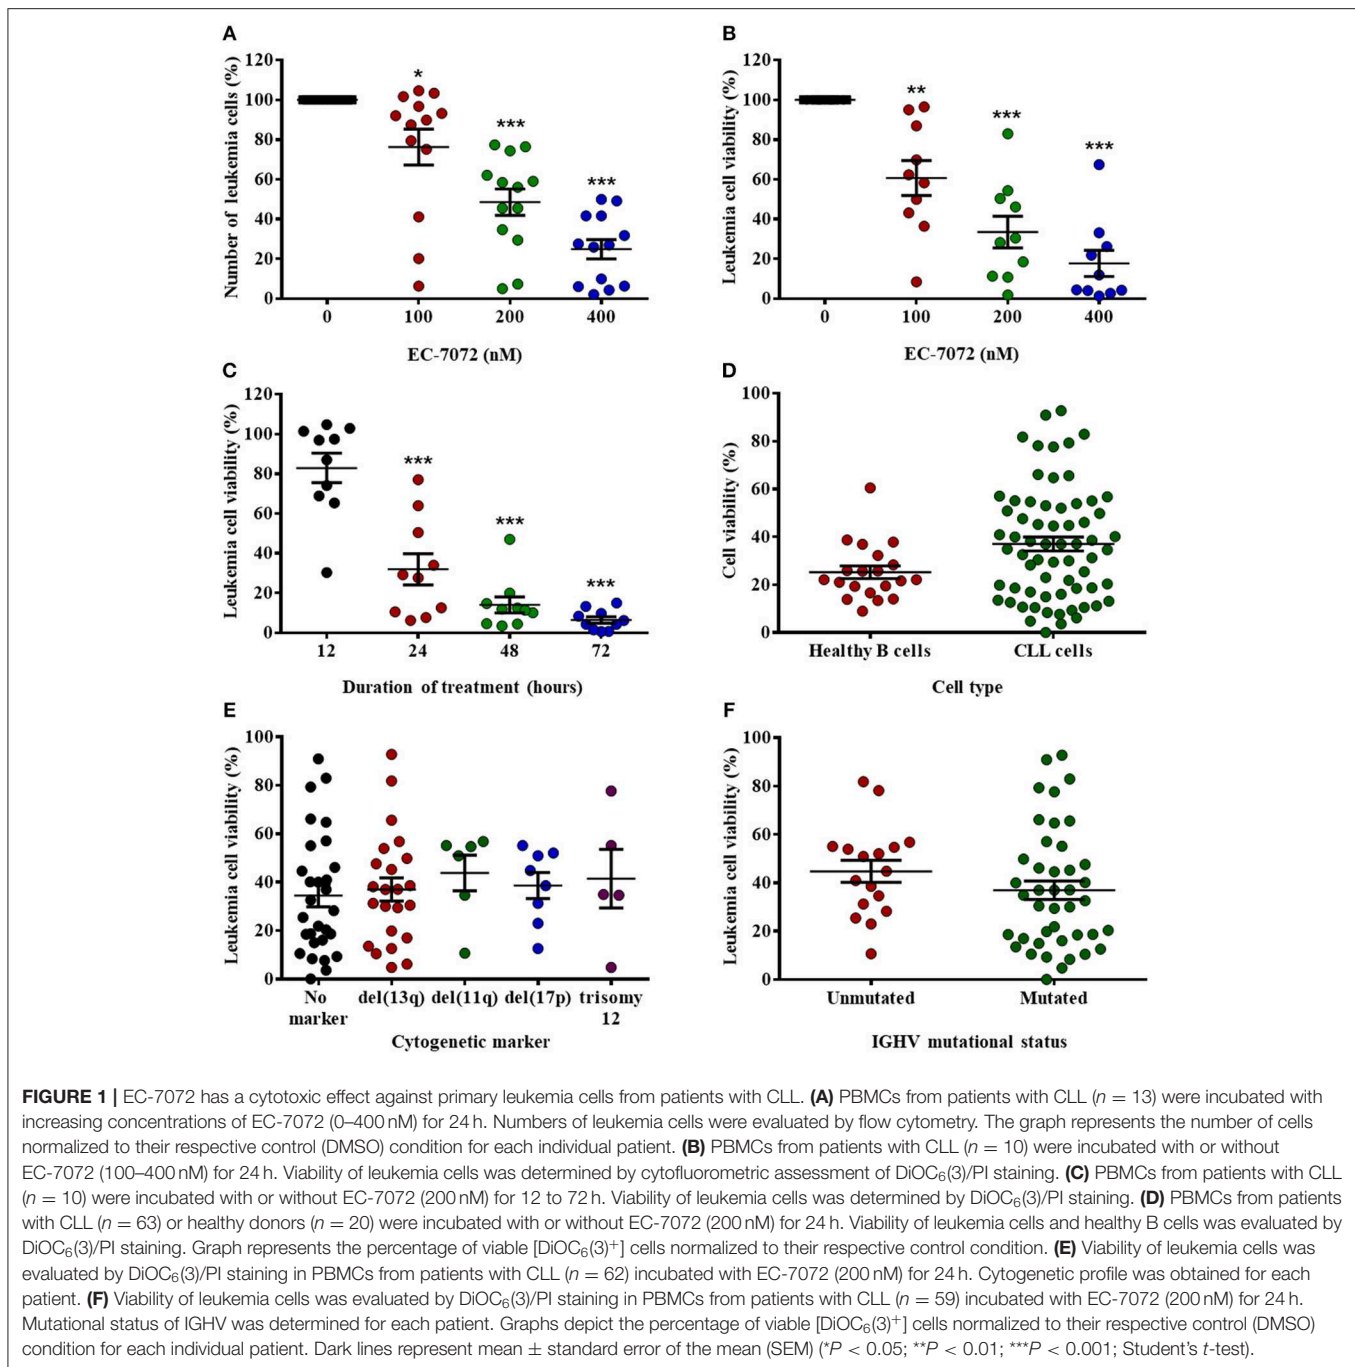 A
120
100
80
60
40
20
0
Number of leukemia cells (%)
*
***
***
0 100 200 400
EC-7072 (nM)
B
120
100
80
60
40
20
0
Leukemia cell viability (%)
**
***
***
0 100 200 400
EC-7072 (nM)
C
120
100
80
60
40
20
0
Leukemia cell viability (%)
***
***
***
12 24 48 72
Duration of treatment (hours)
D
100
80
60
40
20
0
Cell viability (%)
Healthy B cells CLL cells
Cell type
E
100
80
60
40
20
0
Leukemia cell viability (%)
No del(13q) del(11q) del(17p) trisomy
marker 12
Cytogenetic marker
F
100
80
60
40
20
0
Leukemia cell viability (%)
Unmutated Mutated
IGHV mutational status
FIGURE 1 | EC-7072 has a cytotoxic effect against primary leukemia cells from patients with CLL. (A) PBMCs from patients with CLL (n = 13) were incubated with
increasing concentrations of EC-7072 (0–400 nM) for 24 h. Numbers of leukemia cells were evaluated by flow cytometry. The graph represents the number of cells
normalized to their respective control (DMSO) condition for each individual patient. (B) PBMCs from patients with CLL (n = 10) were incubated with or without
EC-7072 (100–400 nM) for 24 h. Viability of leukemia cells was determined by cytofluorometric assessment of DiOC6(3)/PI staining. (C) PBMCs from patients with CLL
(n = 10) were incubated with or without EC-7072 (200 nM) for 12 to 72 h. Viability of leukemia cells was determined by DiOC6(3)/PI staining. (D) PBMCs from patients
with CLL (n = 63) or healthy donors (n = 20) were incubated with or without EC-7072 (200 nM) for 24 h. Viability of leukemia cells and healthy B cells was evaluated by
DiOC6(3)/PI staining. Graph represents the percentage of viable [DiOC6(3)+] cells normalized to their respective control condition. (E) Viability of leukemia cells was
evaluated by DiOC6(3)/PI staining in PBMCs from patients with CLL (n = 62) incubated with EC-7072 (200 nM) for 24 h. Cytogenetic profile was obtained for each
patient. (F) Viability of leukemia cells was evaluated by DiOC6(3)/PI staining in PBMCs from patients with CLL (n = 59) incubated with EC-7072 (200 nM) for 24 h.
Mutational status of IGHV was determined for each patient. Graphs depict the percentage of viable [DiOC6(3)+] cells normalized to their respective control (DMSO)
condition for each individual patient. Dark lines represent mean ± standard error of the mean (SEM) (*P < 0.05; **P < 0.01; ***P < 0.001; Student's t-test).